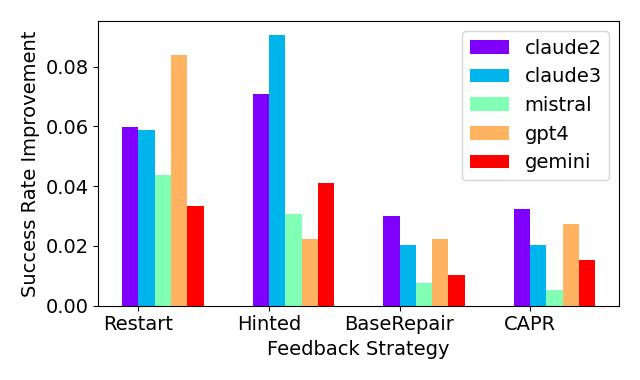 Success Rate Improvement
0.08
0.06
0.04
0.02
0.00
claude2
claude3
mistral
gpt4
gemini
Restart Hinted BaseRepair CAPR
Feedback Strategy